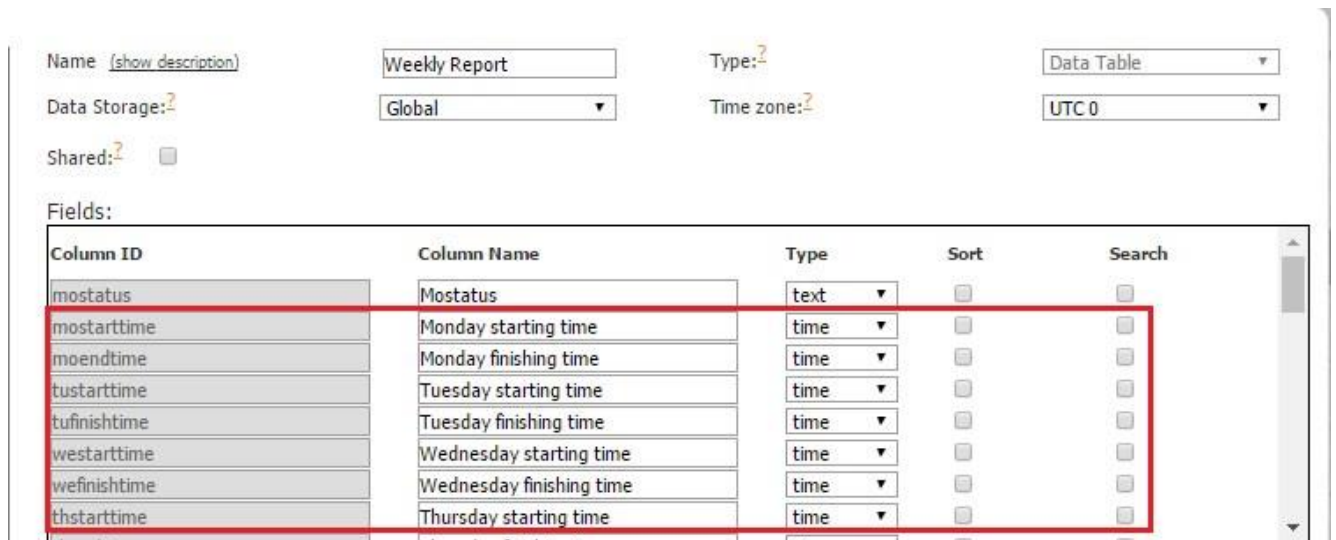 Name (show description) Weekly Report Type:? Data Table
Data Storage:? Global Time zone:? UTC 0
Shared:?
Fields:
Column ID Column Name Type Sort Search
mostatus Mostatus text
mostarttime Monday starting time time
moendtime Monday finishing time time
tustarttime Tuesday starting time time
tufinishtime Tuesday finishing time time
westarttime Wednesday starting time time
wefinishtime Wednesday finishing time time
thstarttime Thursday starting time time